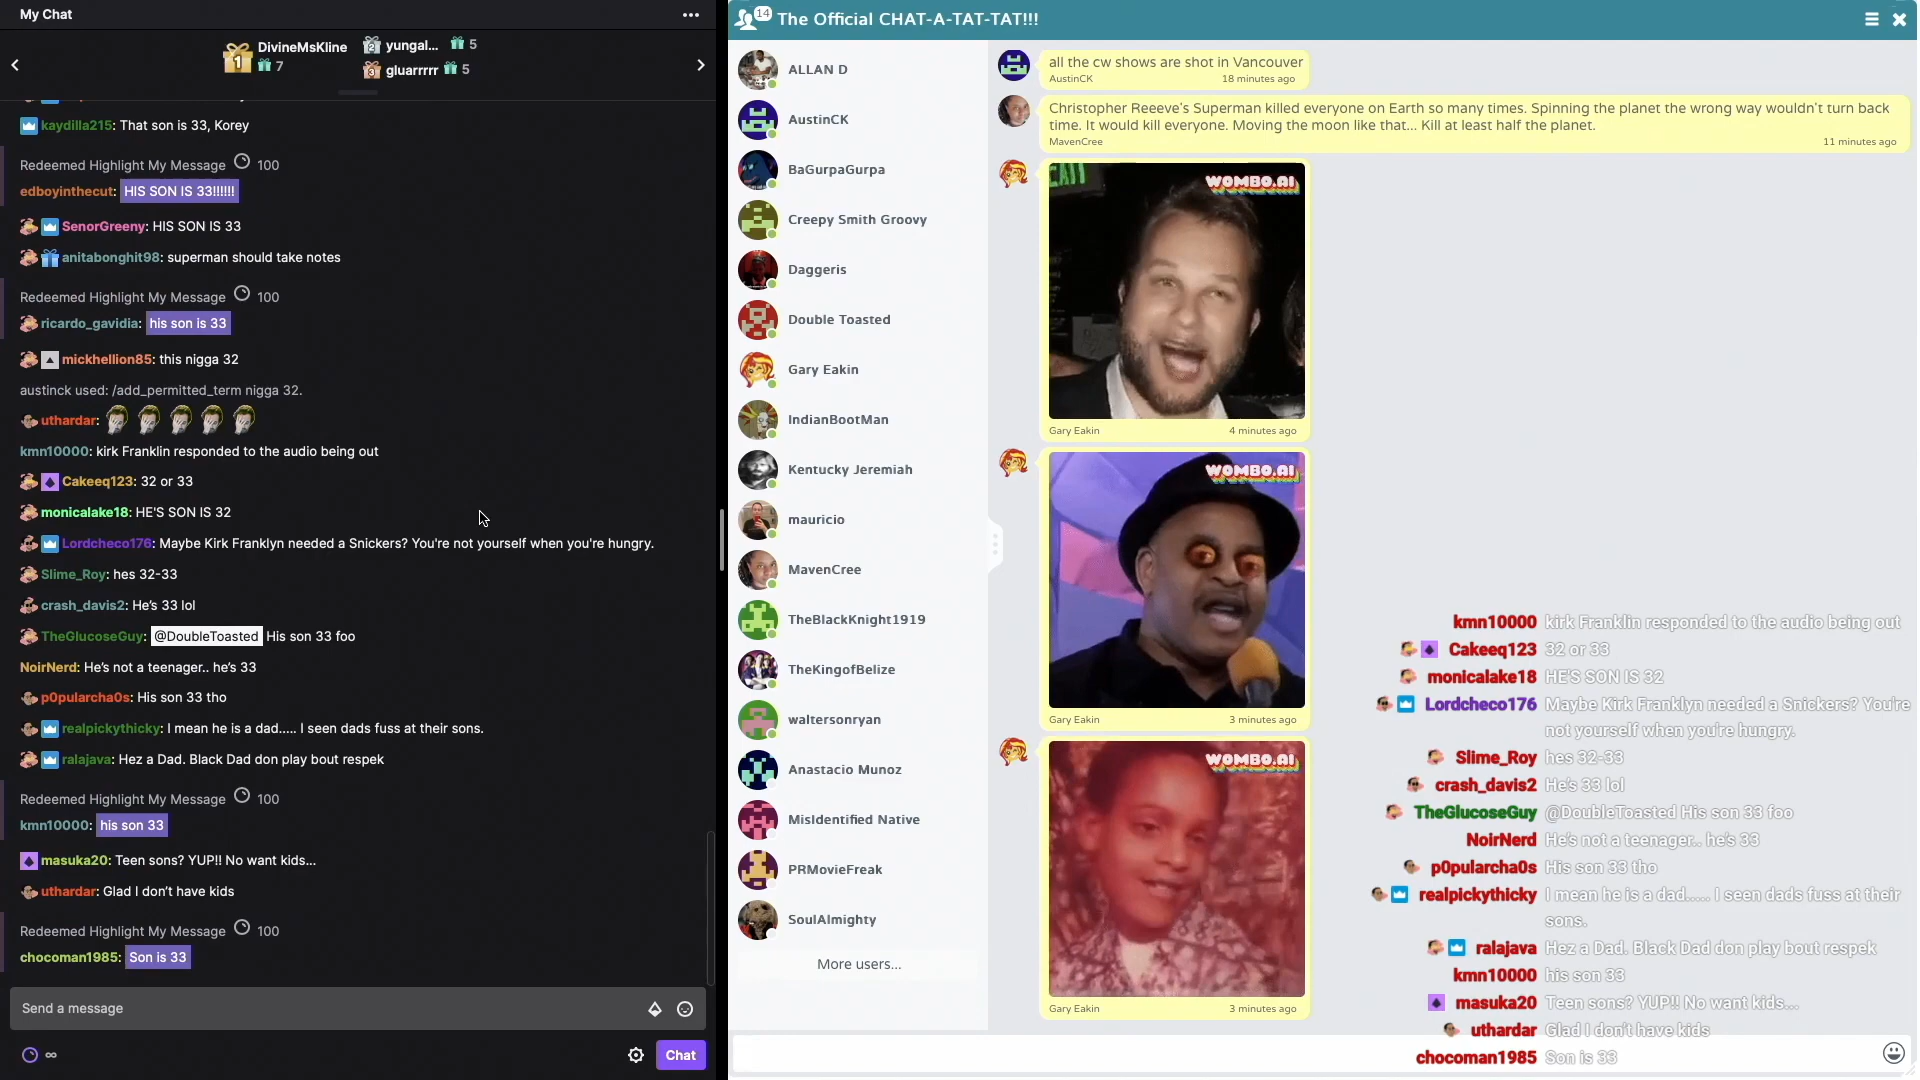 My Chat
DivineMsKline
7
yungal...
5
gluarrrrr
5
kaydilla215: That son is 33, Korey
Redeemed Highlight My Message 100
edboyinthecut: HIS SON IS 33!!!!!!
SenorGreeny: HIS SON IS 33
anitabonghit98: superman should take notes
Redeemed Highlight My Message 100
ricardo_gavidia: his son is 33
mickhellion85: this nigga 32
austinck used: /add_permitted_term nigga 32.
uthardar:
kmn10000: kirk Franklin responded to the audio being out
Cakeeq123: 32 or 33
monicalake18: HE'S SON IS 32
Lordcheco176: Maybe Kirk Franklyn needed a Snickers? You're not yourself when you're hungry.
Slime_Roy: hes 32-33
crash_davis2: He's 33 lol
TheGlucoseGuy: @DoubleToasted His son 33 foo
NoirNerd: He's not a teenager.. he's 33
p0pularcha0s: His son 33 tho
realpickythicky: I mean he is a dad..... I seen dads fuss at their sons.
ralajava: Hez a Dad. Black Dad don play bout respek
Redeemed Highlight My Message 100
kmn10000: his son 33
masuka20: Teen sons? YUP!! No want kids...
uthardar: Glad I don't have kids
Redeemed Highlight My Message 100
chocoman1985: Son is 33
Send a message
∞
Chat
14 The Official CHAT-A-TAT-TAT!!!
ALLAN D
AustinCK
BaGurpaGurpa
Creepy Smith Groovy
Daggeris
Double Toasted
Gary Eakin
IndianBootMan
Kentucky Jeremiah
mauricio
MavenCree
TheBlackKnight1919
TheKingofBelize
waltersonryan
Anastacio Munoz
MisIdentified Native
PRMovieFreak
SoulAlmighty
More users...
all the cw shows are shot in Vancouver
AustinCK 18 minutes ago
Christopher Reeeve's Superman killed everyone on Earth so many times. Spinning the planet the wrong way wouldn't turn back
time. It would kill everyone. Moving the moon like that... Kill at least half the planet.
MavenCree 11 minutes ago
WOMBO.AI
Gary Eakin 4 minutes ago
WOMBO.AI
Gary Eakin 3 minutes ago
WOMBO.AI
Gary Eakin 3 minutes ago
kmn10000 kirk Franklin responded to the audio being out
Cakeeq123 32 or 33
monicalake18 HE'S SON IS 32
Lordcheco176 Maybe Kirk Franklyn needed a Snickers? You're
not yourself when you're hungry.
Slime_Roy hes 32-33
crash_davis2 He's 33 lol
TheGlucoseGuy @DoubleToasted His son 33 foo
NoirNerd He's not a teenager.. he's 33
p0pularcha0s His son 33 tho
realpickythicky I mean he is a dad..... I seen dads fuss at their
sons.
ralajava Hez a Dad. Black Dad don play bout respek
kmn10000 his son 33
masuka20 Teen sons? YUP!! No want kids...
uthardar Glad I don't have kids
chocoman1985 Son is 33